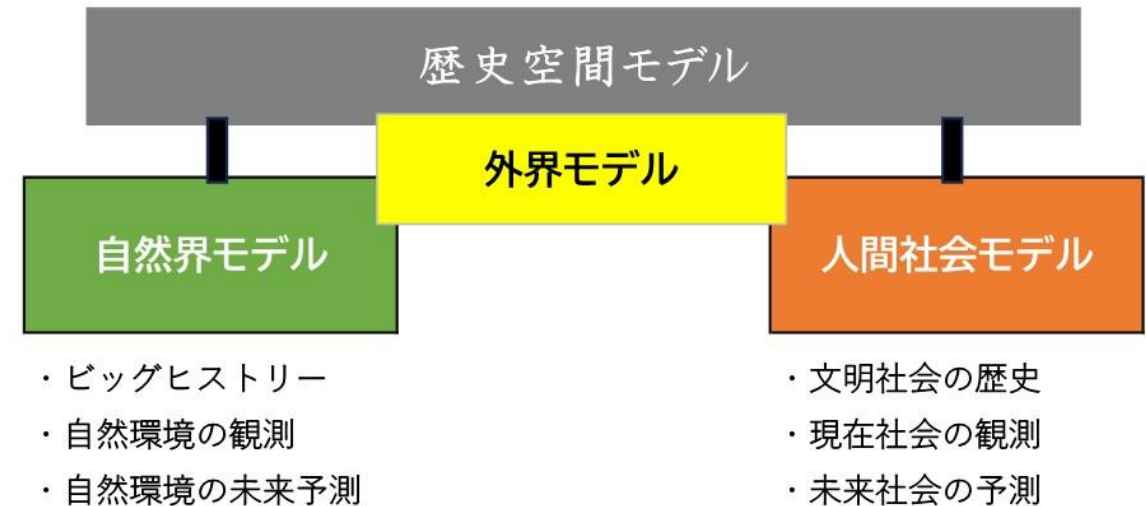 歴史空間モデル
外界モデル
自然界モデル
人間社会モデル
・ビッグヒストリー
・自然環境の観測
・自然環境の未来予測
・文明社会の歴史
・現在社会の観測
・未来社会の予測